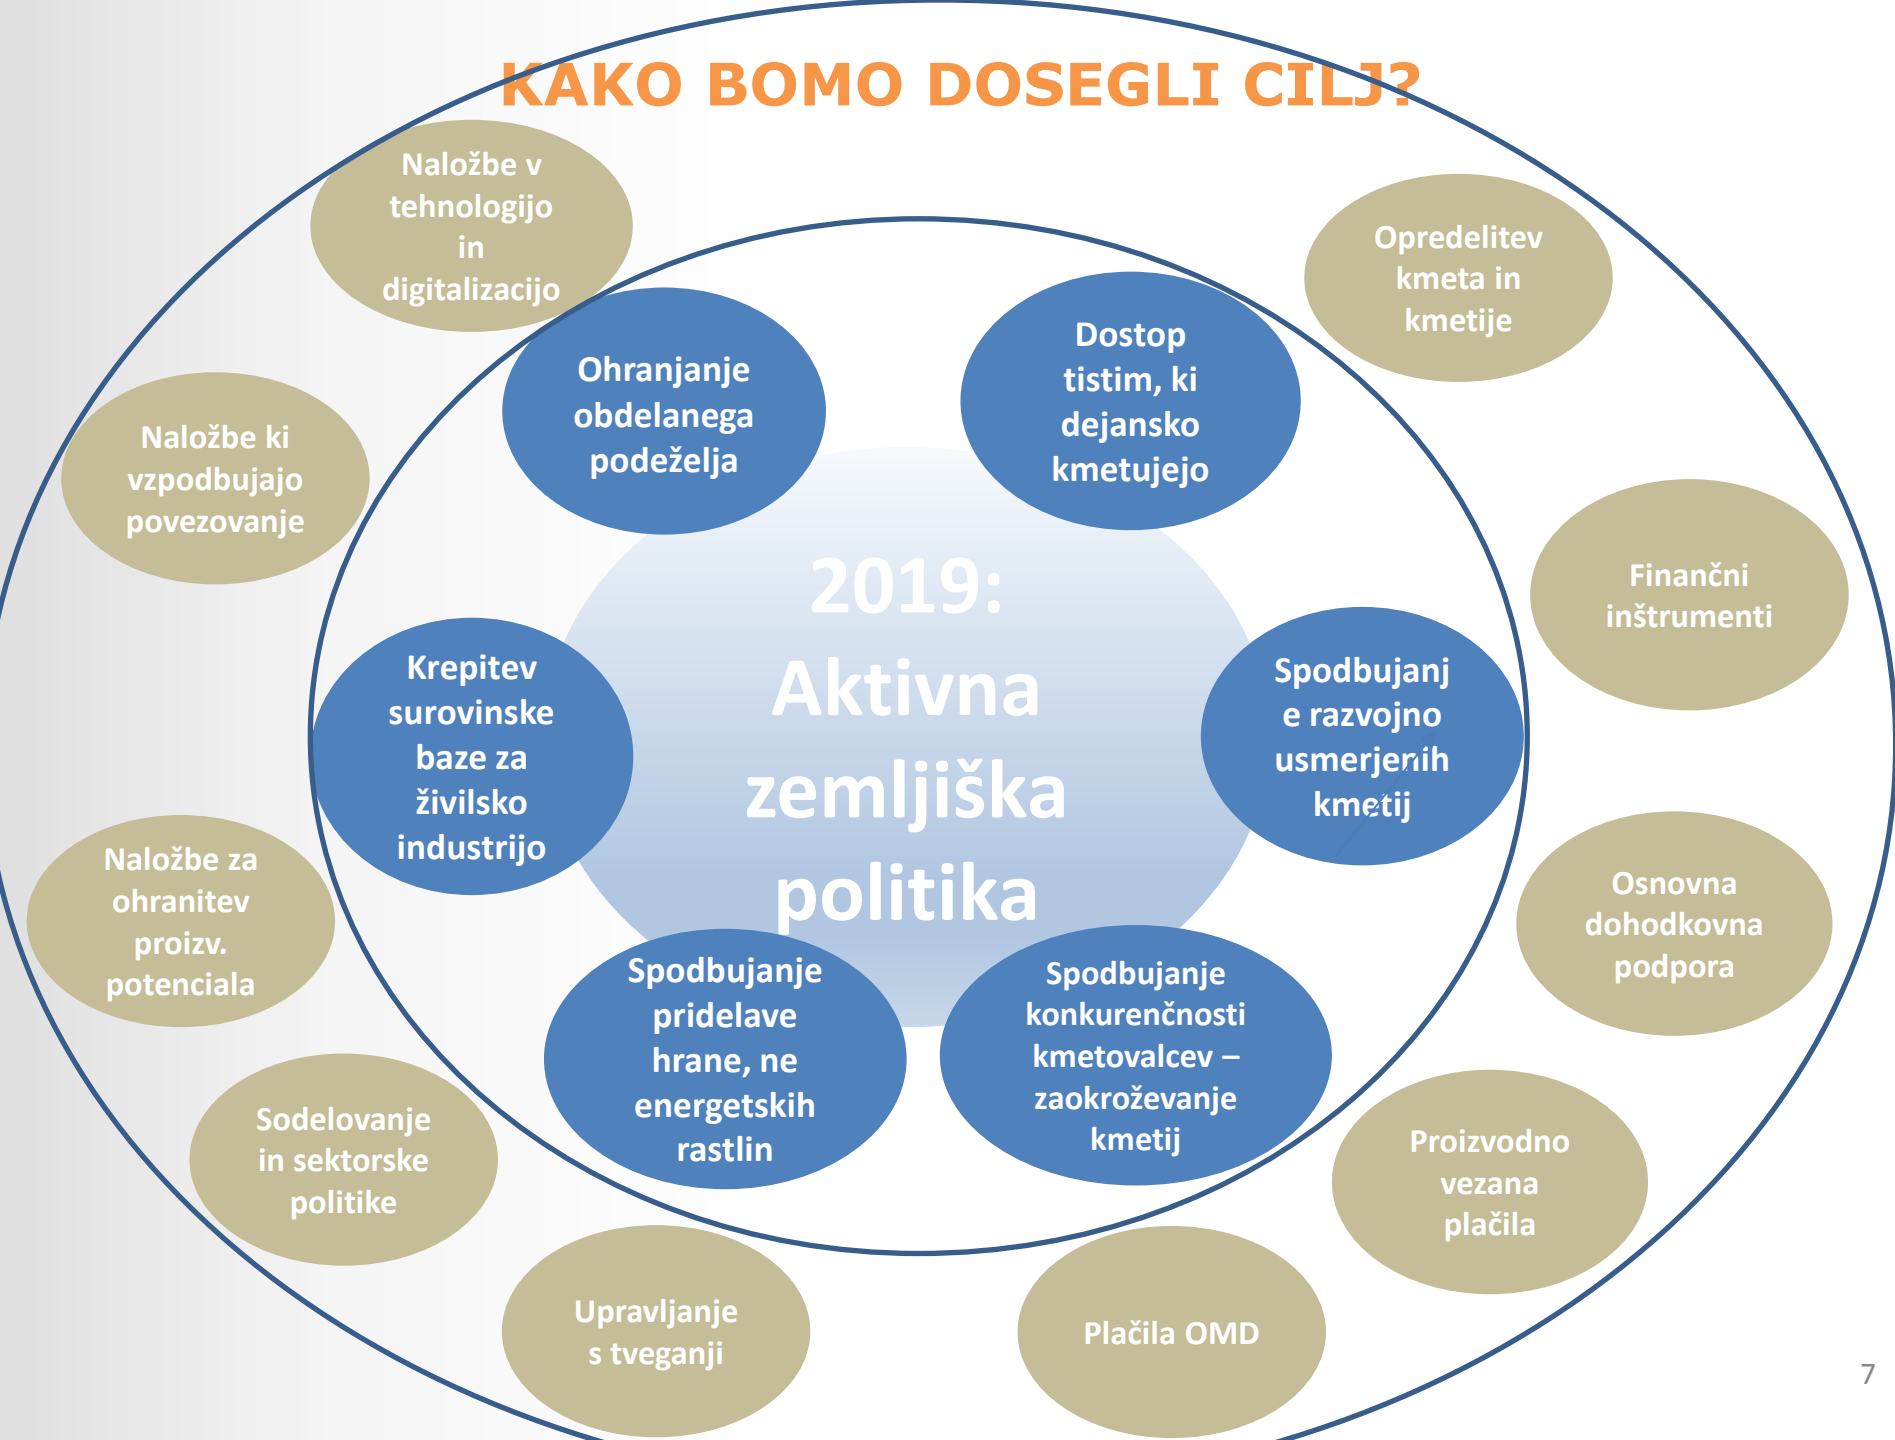 KAKO BOMO DOSEGLI CILJ?
Naložbe v
tehnologijo
in
digitalizacijo
Opredelitev
kmeta in
kmetije
Ohranjanje
obdelanega
podeželja
Dostop
tistim, ki
dejansko
kmetujejo
Naložbe ki
vzpodbujajo
povezovanje
Finančni
inštrumenti
2019:
Aktivna
zemljiška
politika
Krepitev
surovinske
baze za
živilsko
industrijo
Spodbujanj
e razvojno
usmerjenih
kmetij
Naložbe za
ohranitev
proizv.
potenciala
Osnovna
dohodkovna
podpora
Spodbujanje
pridelave
hrane, ne
energetskih
rastlin
Spodbujanje
konkurenčnosti
kmetovalcev –
zaokroževanje
kmetij
Sodelovanje
in sektorske
politike
Proizvodno
vezana
plačila
Upravljanje
s tveganji
Plačila OMD
7